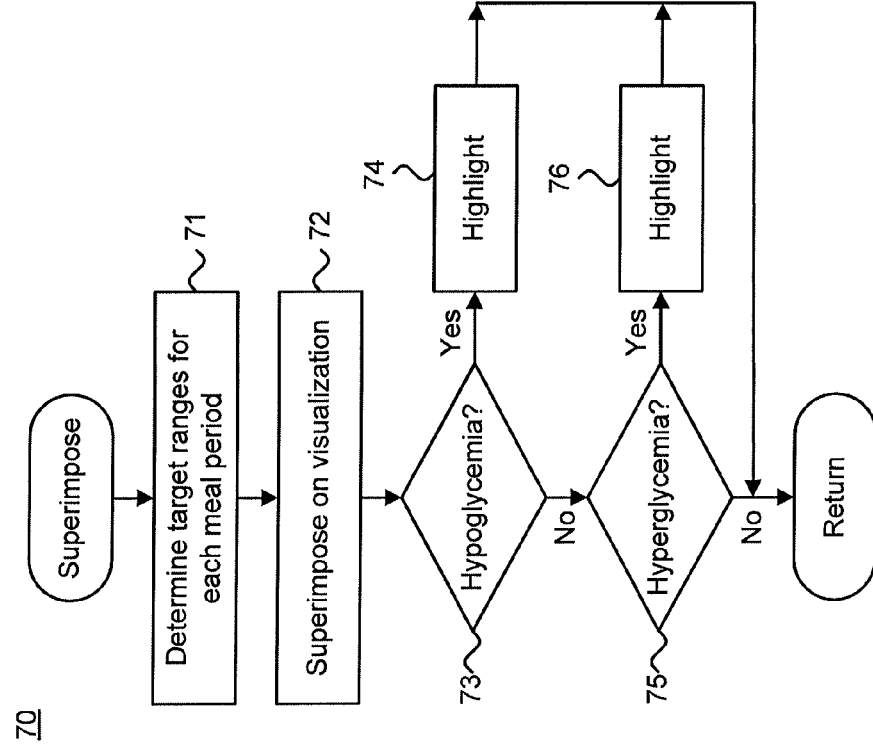 70
Superimpose
71
Determine target ranges for
each meal period
72
Superimpose on visualization
73
Hypoglycemia?
Yes
74
Highlight
No
75
Hyperglycemia?
Yes
76
Highlight
No
Return